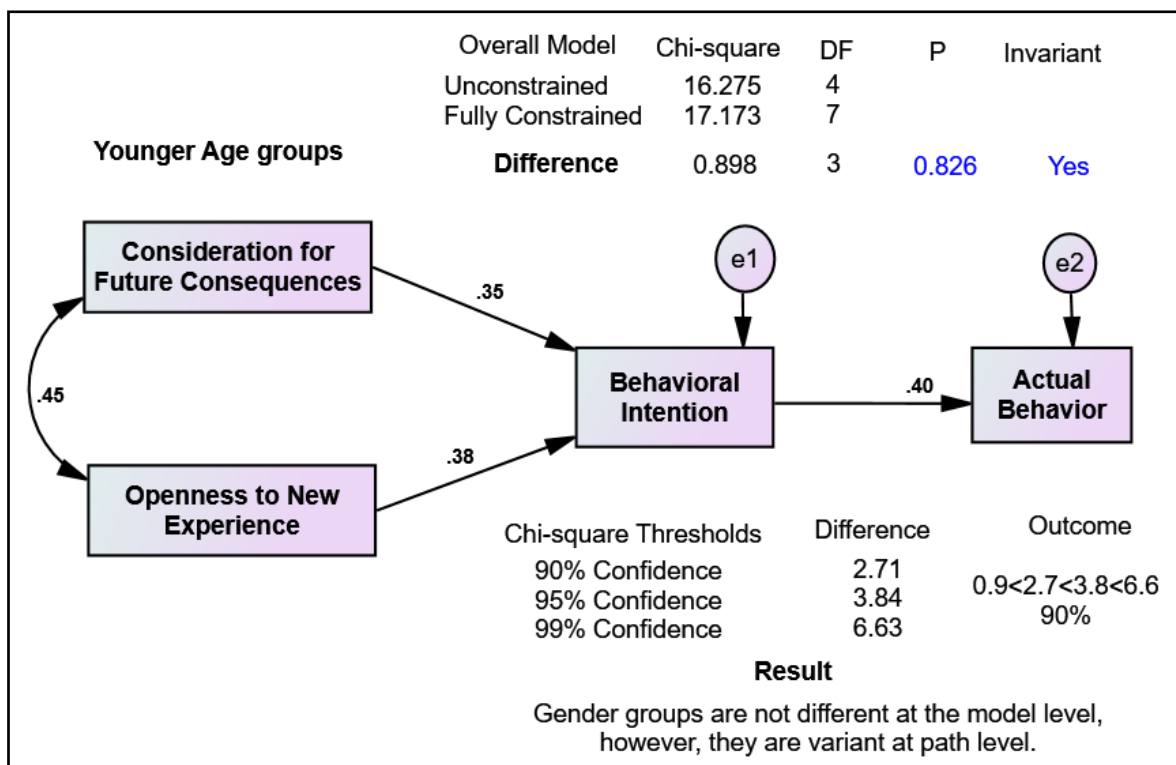 Overall Model Chi-square DF P Invariant
Unconstrained 16.275 4
Fully Constrained 17.173 7
Difference 0.898 3 0.826 Yes
Younger Age groups
Consideration for
Future Consequences
e1
e2
.35
Behavioral
Intention
.40
Actual
Behavior
.45
.38
Openness to New
Experience
Chi-square Thresholds Difference Outcome
90% Confidence 2.71
95% Confidence 3.84
99% Confidence 6.63
0.9<2.7<3.8<6.6
90%
Result
Gender groups are not different at the model level,
however, they are variant at path level.